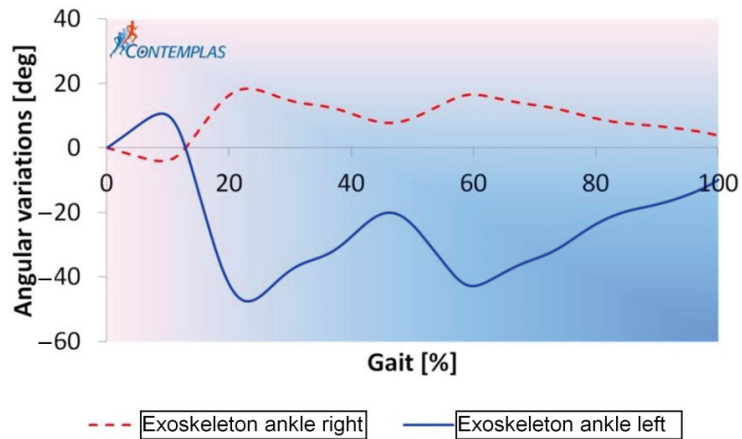 CONTEMPLAS
Angular variations [deg]
40
20
0
−20
−40
−60
0 20 40 60 80 100
Gait [%]
Exoskeleton ankle right Exoskeleton ankle left